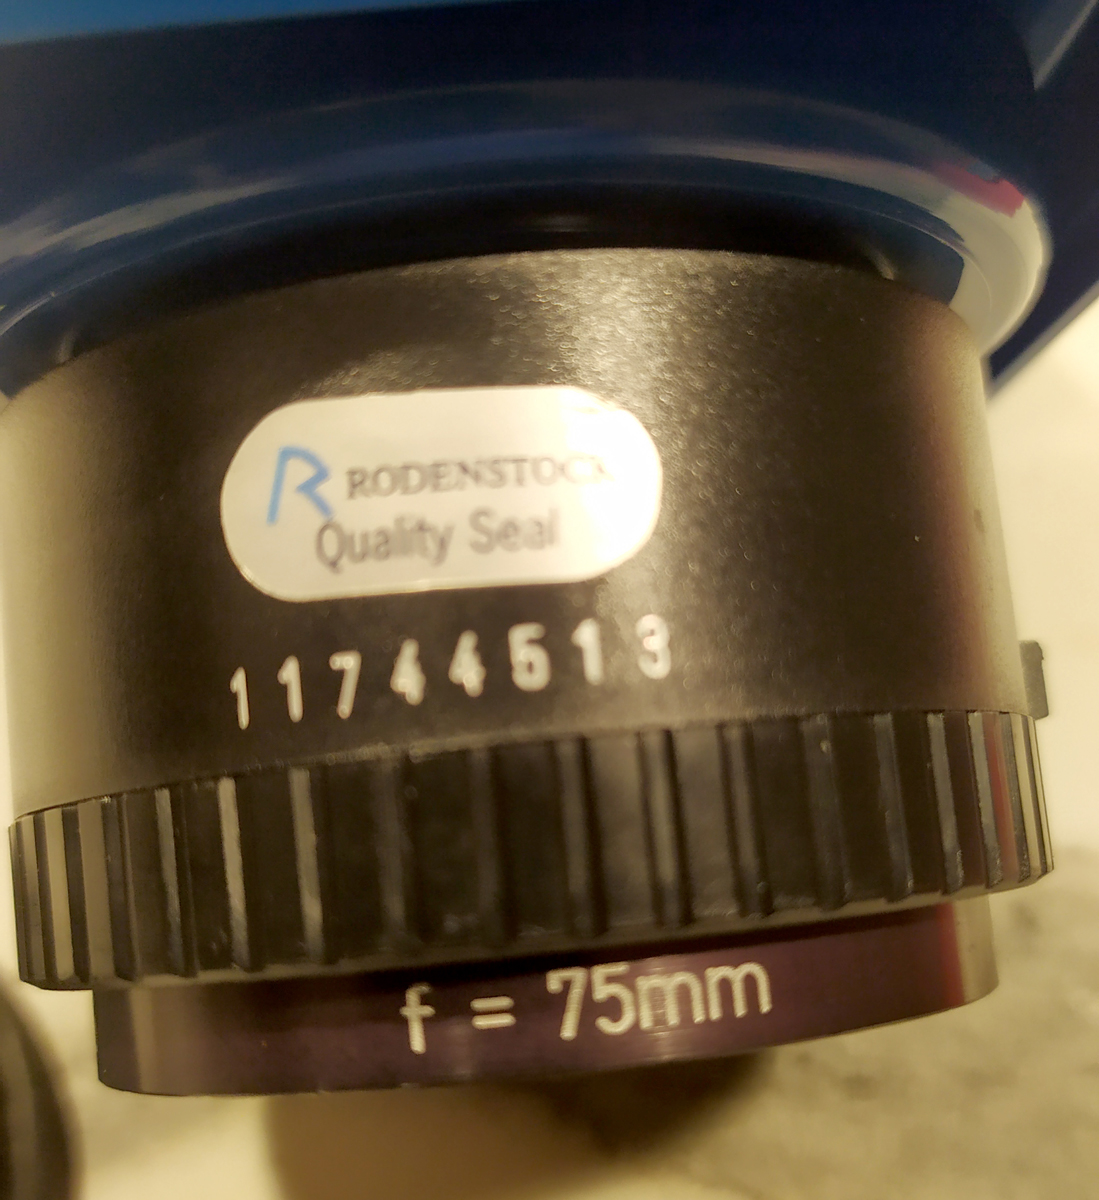 R RODENSTOCK
Quality Seal
11744513
f = 75mm